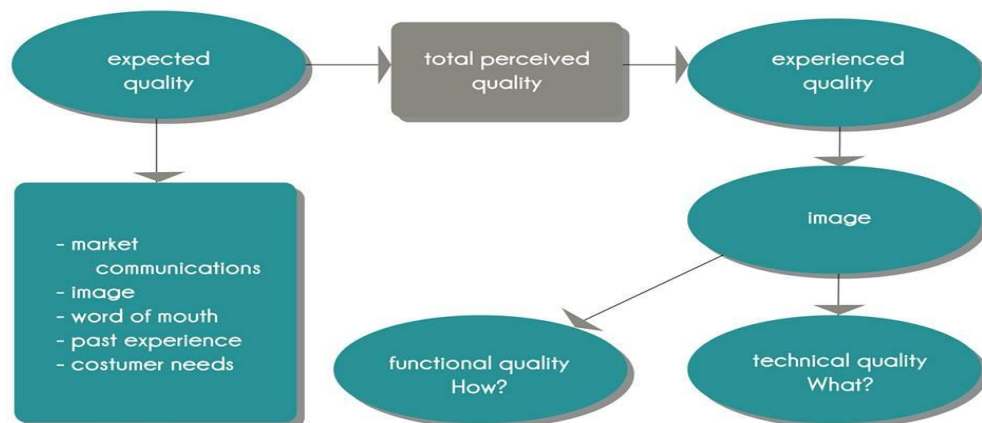 expected
quality
total perceived
quality
experienced
quality
- market
communications
- image
- word of mouth
- past experience
- costumer needs
image
functional quality
How?
technical quality
What?